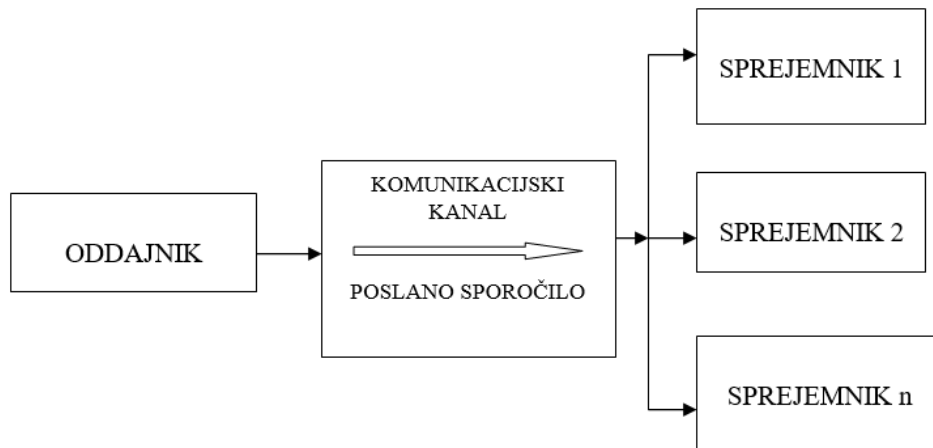 ODDAJNIK
KOMUNIKACIJSKI
KANAL
POSLANO SPOROČILO
SPREJEMNIK 1
SPREJEMNIK 2
SPREJEMNIK n